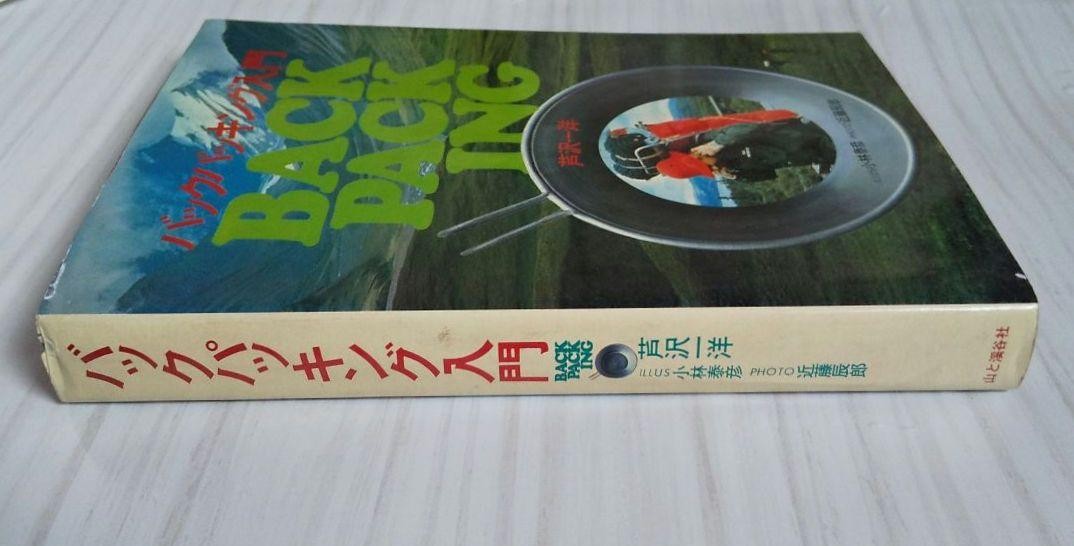 バックパッキング入門
BACK
PACK
ING
芦沢一洋
バックパッキング入門
BACK
PACK
ING
芦沢一洋
ILLUS 小林泰彦 PHOTO 近藤辰郎
山と溪谷社